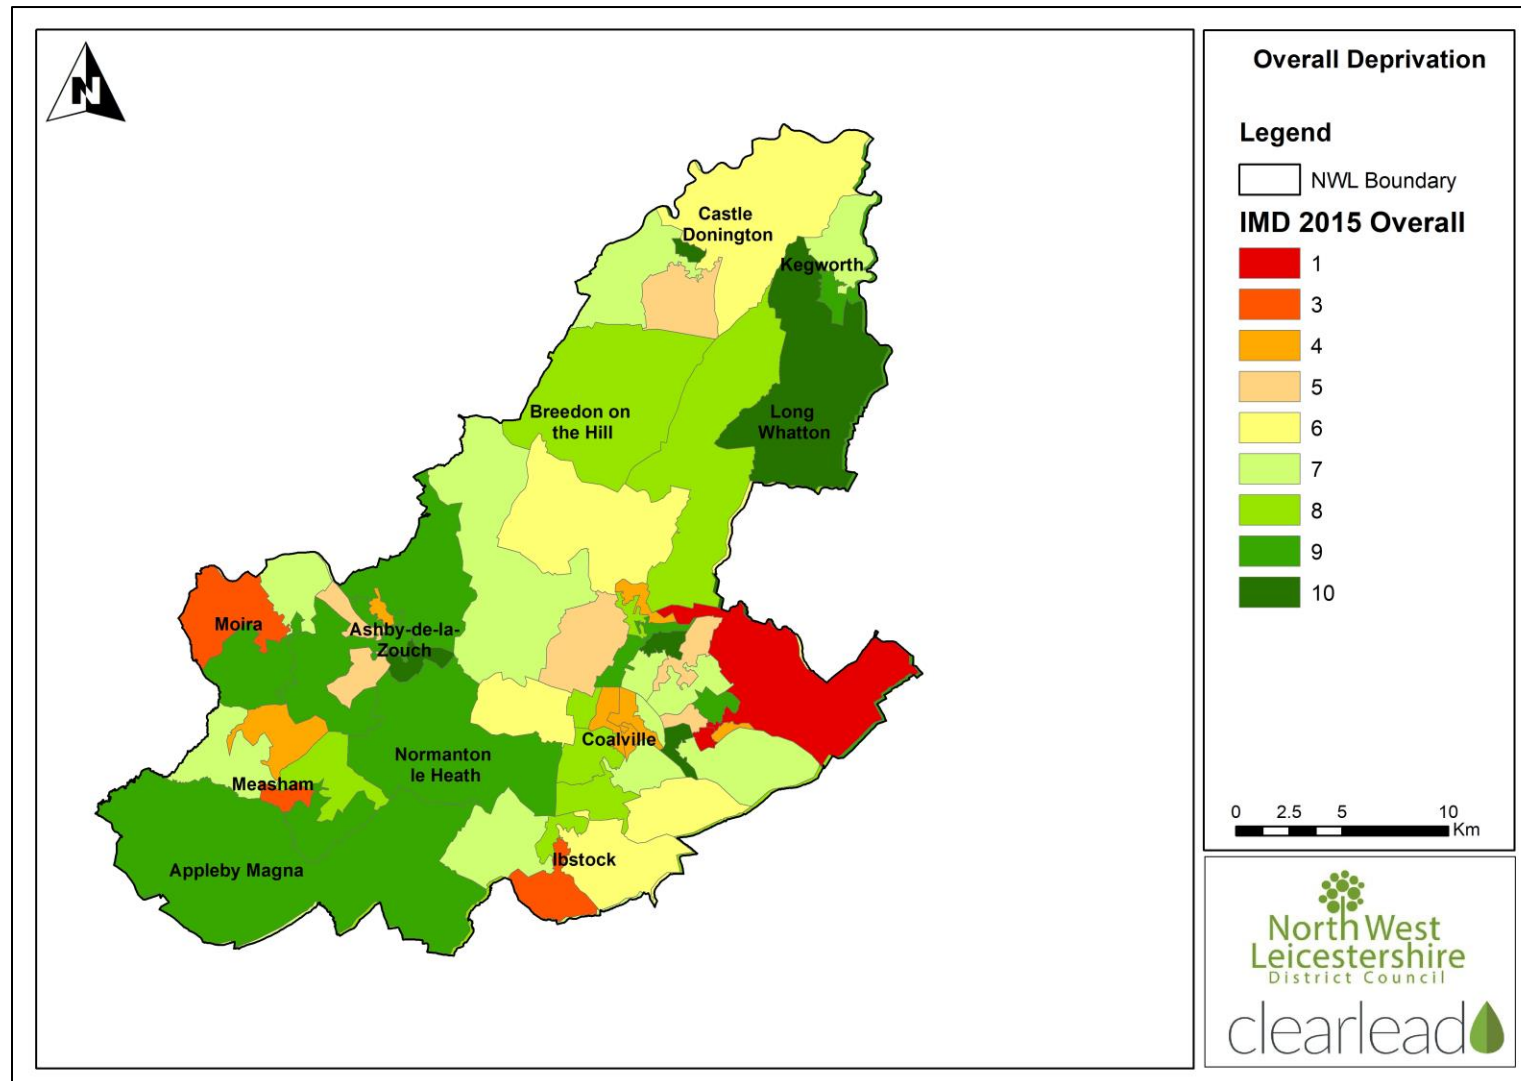 N
Castle
Donington
Kegworth
Breedon on
the Hill
Long
Whatton
Moira
Ashby-de-la-
Zouch
Coalville
Normanton
le Heath
Measham
Ibstock
Appleby Magna
Overall Deprivation
Legend
NWL Boundary
IMD 2015 Overall
1
3
4
5
6
7
8
9
10
0 2.5 5 10
Km
North West
Leicestershire
District Council
clearlead